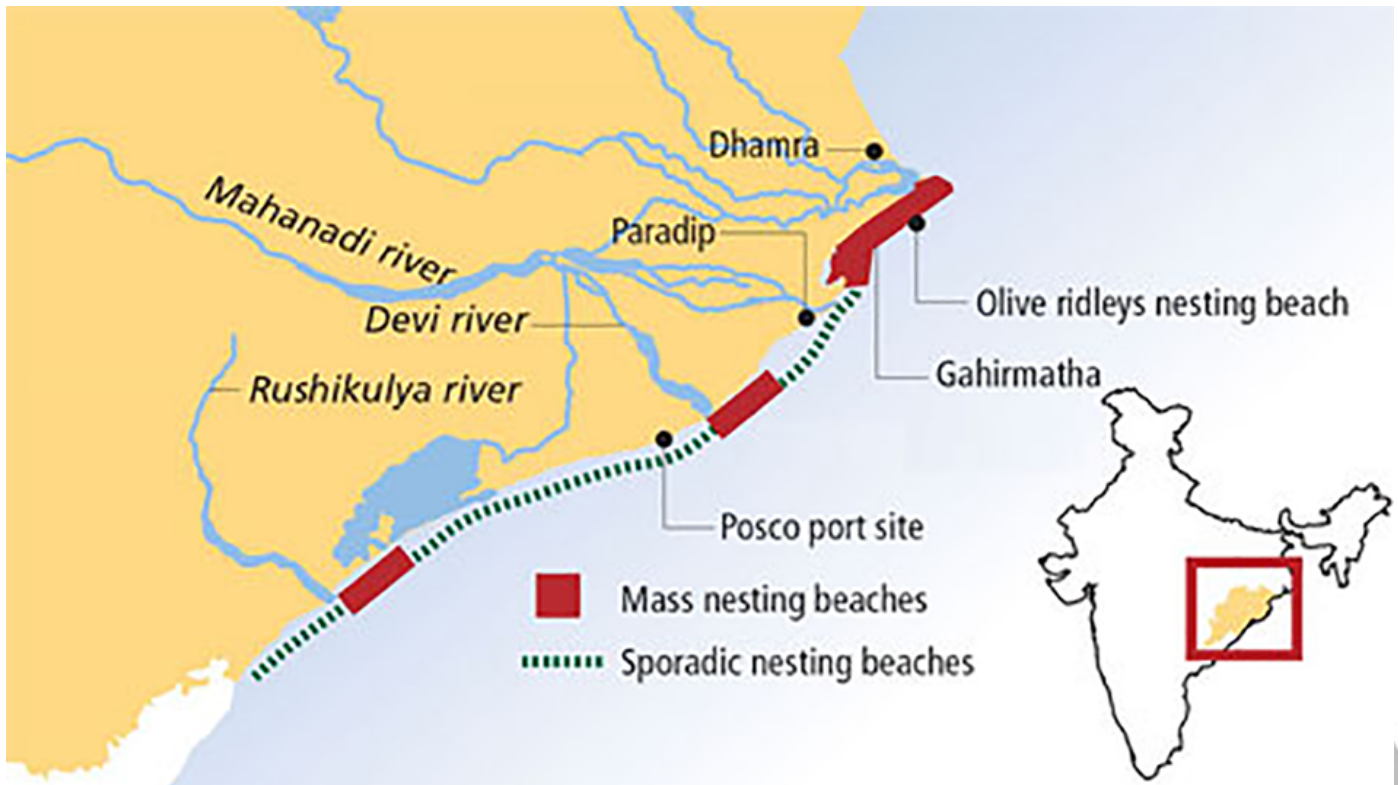 Dhamra
Mahanadi river
Paradip
Olive ridleys nesting beach
Devi river
Gahirmatha
Rushikulya river
Posco port site
Mass nesting beaches
Sporadic nesting beaches